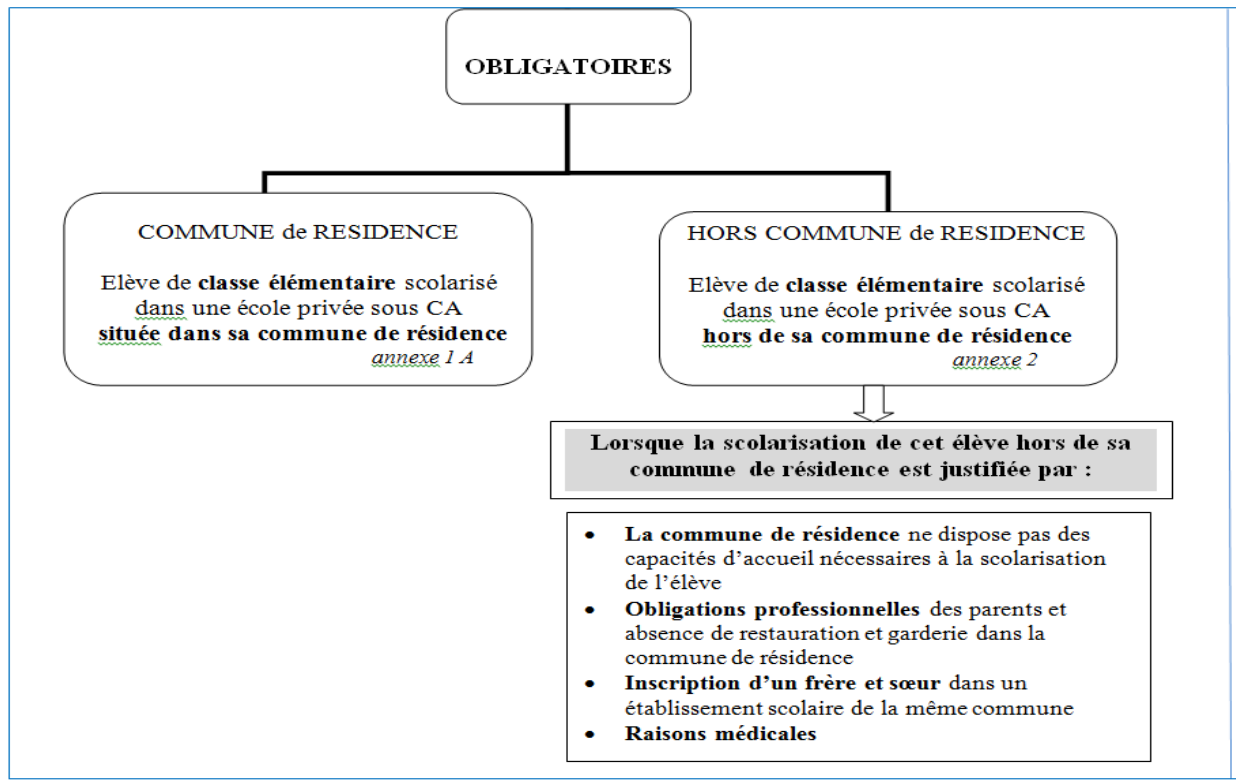 OBLIGATOIRES
COMMUNE de RESIDENCE
Elève de classe élémentaire scolarisé
dans une école privée sous CA
située dans sa commune de résidence
annexe 1 A
HORS COMMUNE de RESIDENCE
Elève de classe élémentaire scolarisé
dans une école privée sous CA
hors de sa commune de résidence
annexe 2
Lorsque la scolarisation de cet élève hors de sa
commune de résidence est justifiée par :
• La commune de résidence ne dispose pas des
capacités d'accueil nécessaires à la scolarisation
de l'élève
• Obligations professionnelles des parents et
absence de restauration et garderie dans la
commune de résidence
• Inscription d'un frère et sœur dans un
établissement scolaire de la même commune
• Raisons médicales